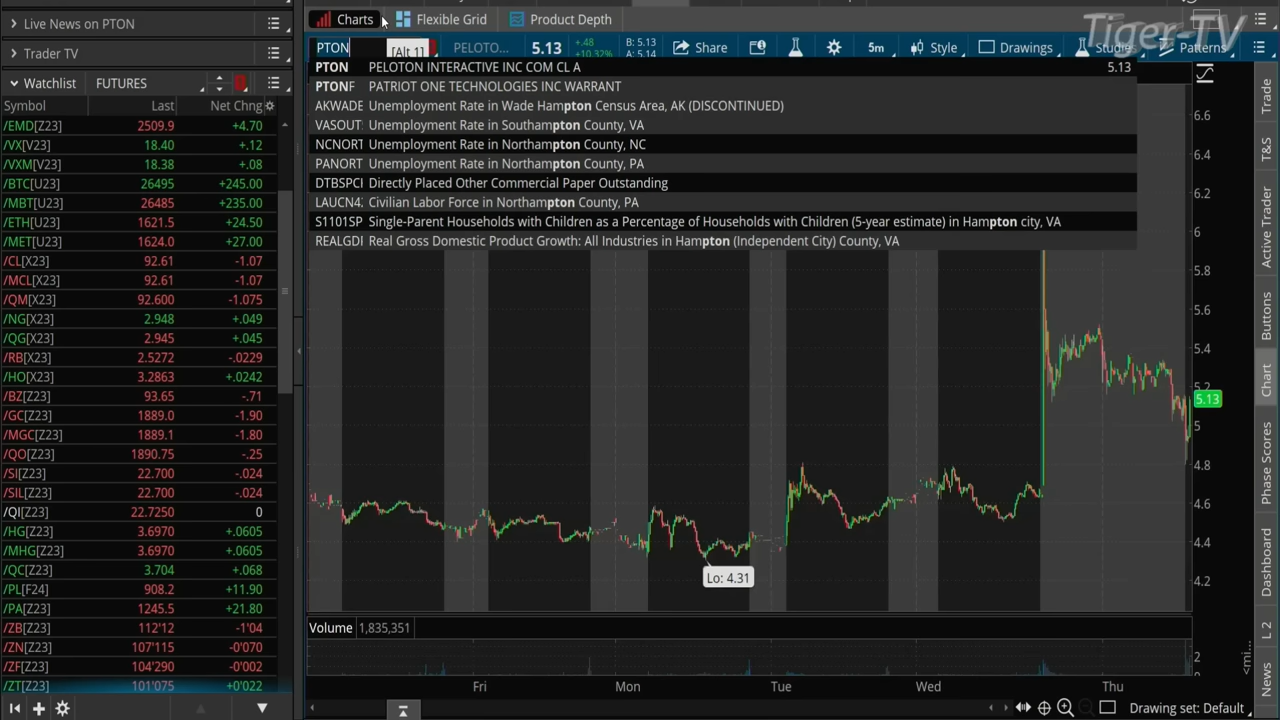 Live News on PTON
Trader TV
Watchlist FUTURES
Symbol Last Net Chng
/EMD[Z23] 2509.9 +4.70
/VX[V23] 18.40 +.12
/VXM[V23] 18.38 +.08
/BTC[U23] 26495 +245.00
/MBT[U23] 26485 +235.00
/ETH[U23] 1621.5 +24.50
/MET[U23] 1624.0 +27.00
/CL[X23] 92.61 -1.07
/MCL[X23] 92.61 -1.08
/QM[X23] 92.600 -1.075
/NG[X23] 2.948 +.049
/QG[X23] 2.945 +.045
/RB[X23] 2.5272 -.0229
/HO[X23] 3.2863 +.0242
/BZ[Z23] 93.65 -.71
/GC[Z23] 1889.0 -1.90
/MGC[Z23] 1889.1 -1.80
/QO[Z23] 1890.75 -.25
/SI[Z23] 22.700 -.024
/SIL[Z23] 22.700 -.024
/QI[Z23] 22.7250 0
/HG[Z23] 3.6970 +.0605
/MHG[Z23] 3.6970 +.0605
/QC[Z23] 3.704 +.068
/PL[F24] 908.2 +11.90
/PA[Z23] 1245.5 +21.80
/ZB[Z23] 112'12 -1'04
/ZN[Z23] 107'115 -0'070
/ZF[Z23] 104'290 -0'002
/ZT[Z23] 101'075 +0'022
Charts Flexible Grid Product Depth
Tiger-TV
PTON [Alt 1] PELOTO... 5.13 +.48 B: 5.13 Share 5m Style Drawings Studies Patterns
+10.32% A: 5.14
PTON PELOTON INTERACTIVE INC COM CL A 5.13
PTONF PATRIOT ONE TECHNOLOGIES INC WARRANT
AKWADE Unemployment Rate in Wade Hampton Census Area, AK (DISCONTINUED)
VASOUT Unemployment Rate in Southampton County, VA
NCNORT Unemployment Rate in Northampton County, NC
PANORT Unemployment Rate in Northampton County, PA
DTBSPCI Directly Placed Other Commercial Paper Outstanding
LAUCN42 Civilian Labor Force in Northampton County, PA
S1101SP Single-Parent Households with Children as a Percentage of Households with Children (5-year estimate) in Hampton city, VA
REALGDI Real Gross Domestic Product Growth: All Industries in Hampton (Independent City) County, VA
6.6
6.4
6.2
6
5.8
5.6
5.4
5.2
5.13
5
4.8
4.6
4.4
4.2
Lo: 4.31
Volume 1,835,351
2
1
<mi...
Fri Mon Tue Wed Thu
Drawing set: Default
Trade
T&S
Active Trader
Buttons
Chart
Phase Scores
Dashboard
L 2
News